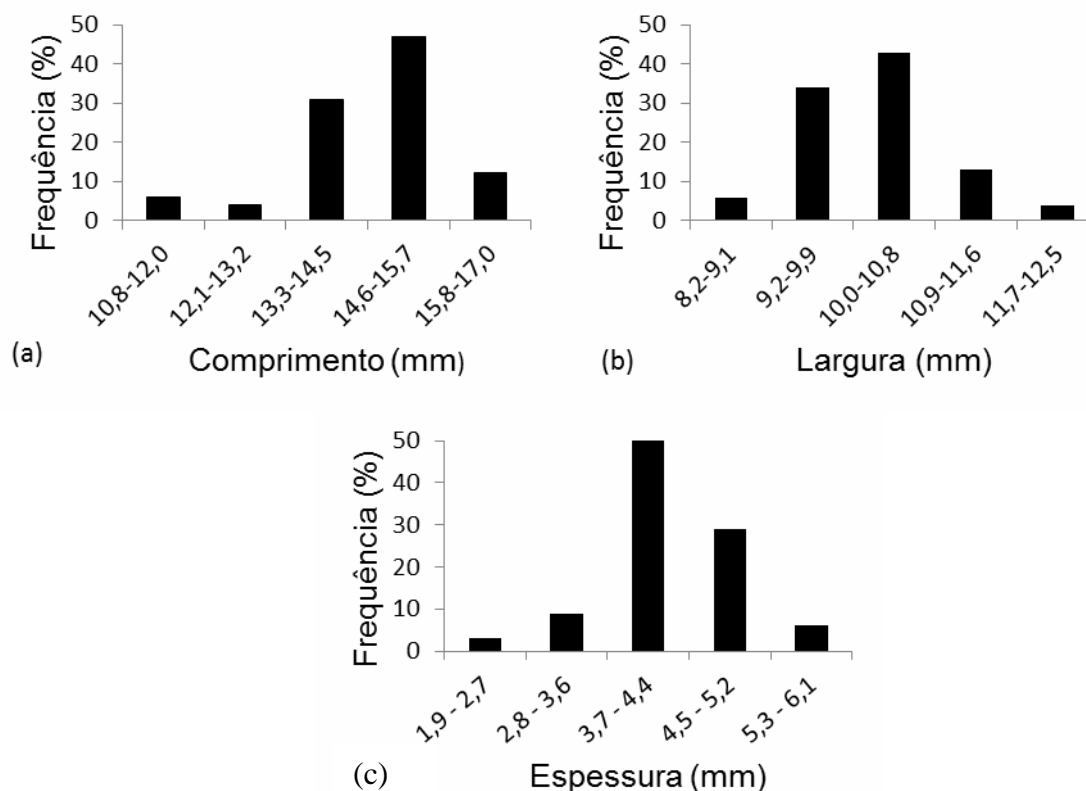 Frequência (%)
50
40
30
20
10
0
10,8-12,0
12,1-13,2
13,3-14,5
14,6-15,7
15,8-17,0
(a)
Comprimento (mm)
Frequência (%)
50
40
30
20
10
0
8,2-9,1
9,2-9,9
10,0-10,8
10,9-11,6
11,7-12,5
(b)
Largura (mm)
Frequência (%)
50
40
30
20
10
0
1,9 - 2,7
2,8 - 3,6
3,7 - 4,4
4,5 - 5,2
5,3 - 6,1
(c)
Espessura (mm)